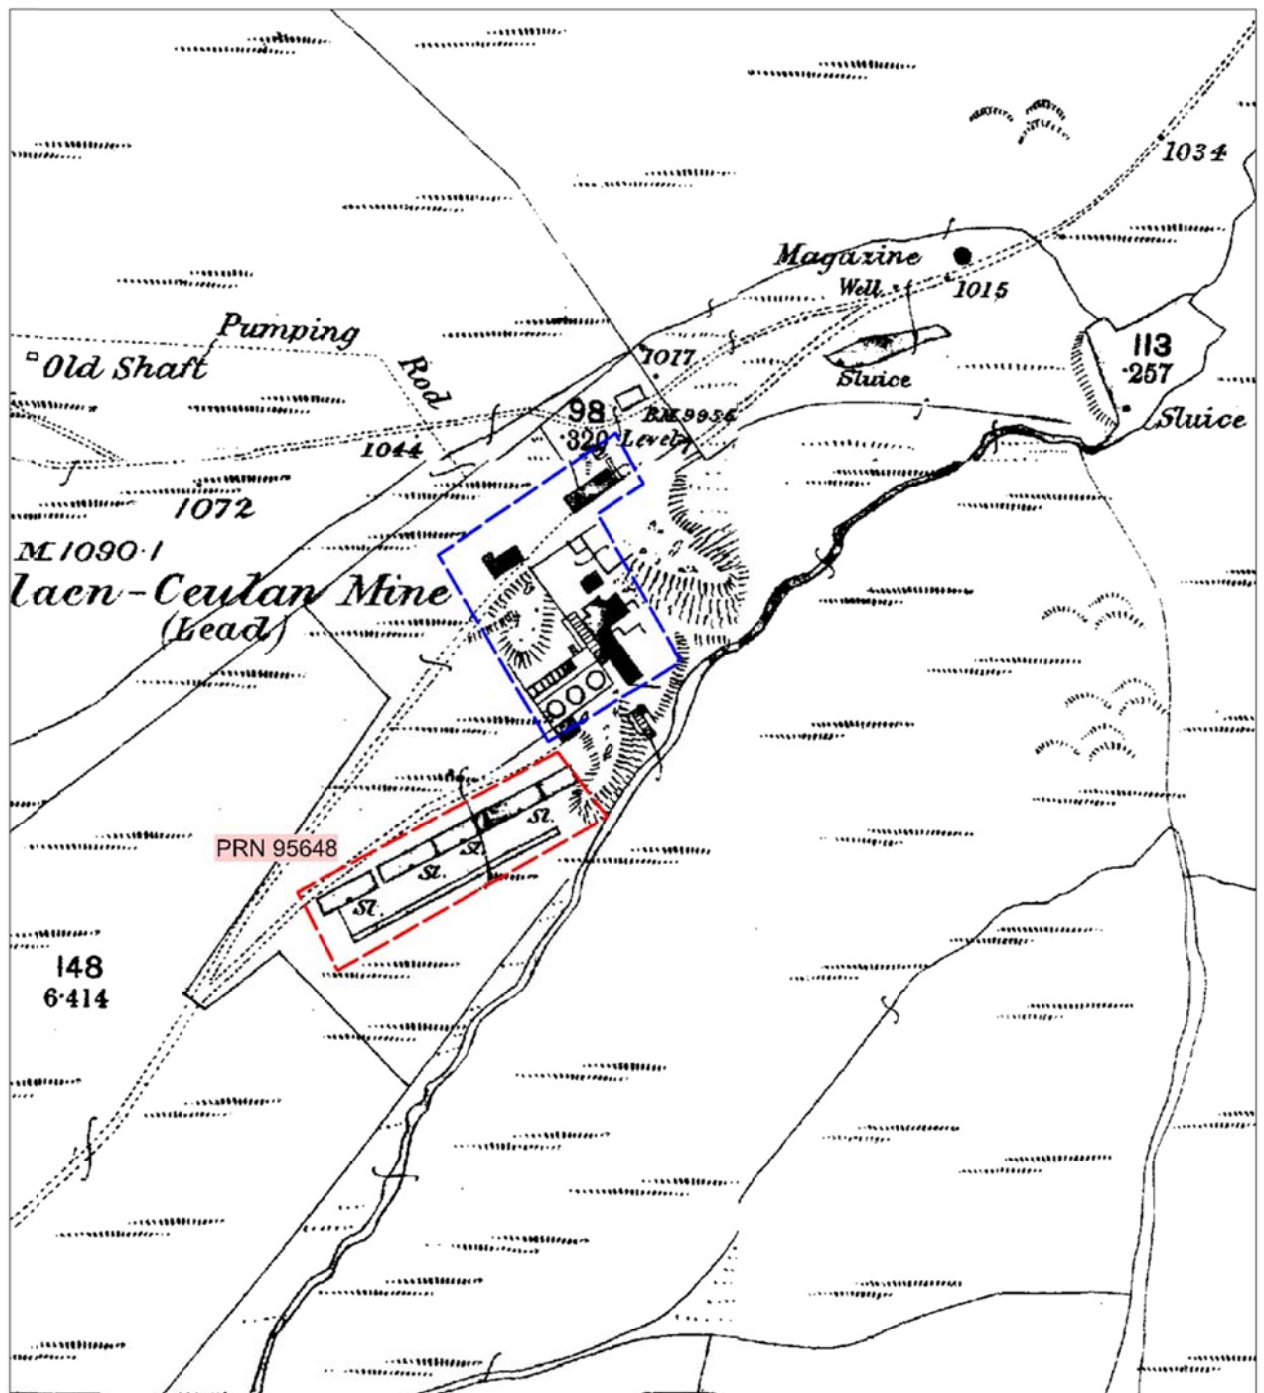 1034
Magazine
Well
1015
Pumping
Old Shaft
Rod
1017
113
.257
Sluice
98
.320
B.M.995
Level
Sluice
1044
1072
M.1090.1
laen-Ceulan Mine
(Lead)
Sl.
Sl.
Sl.
Sl.
PRN 95648
148
6.414